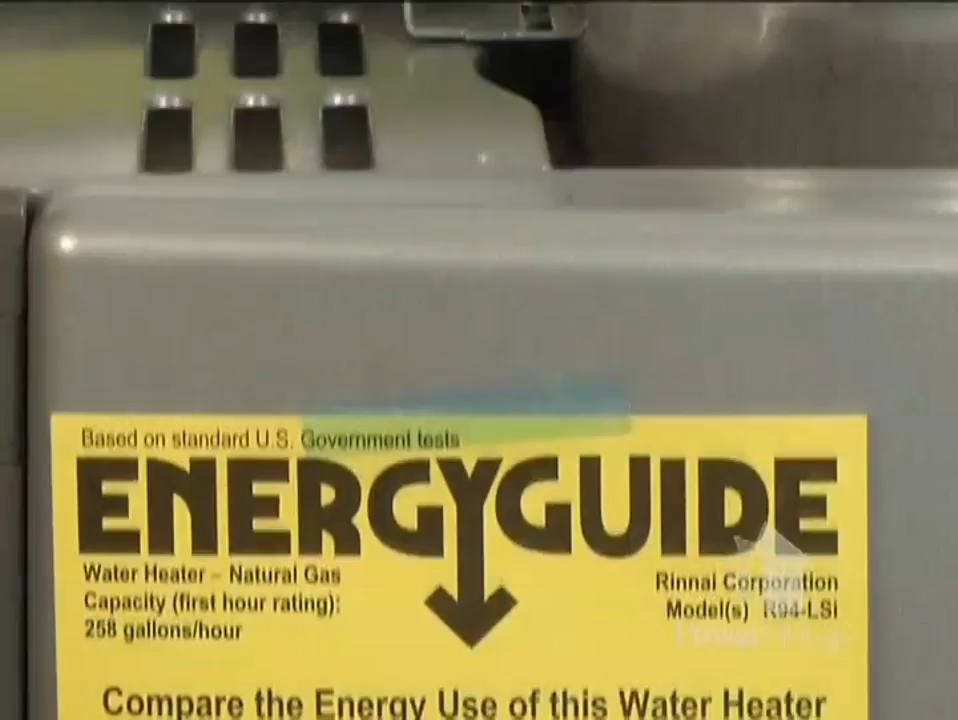 Based on standard U.S. Government tests
ENERGYGUIDE
Water Heater – Natural Gas
Capacity (first hour rating):
258 gallons/hour
Rinnai Corporation
Model(s) R94-LSi
Compare the Energy Use of this Water Heater